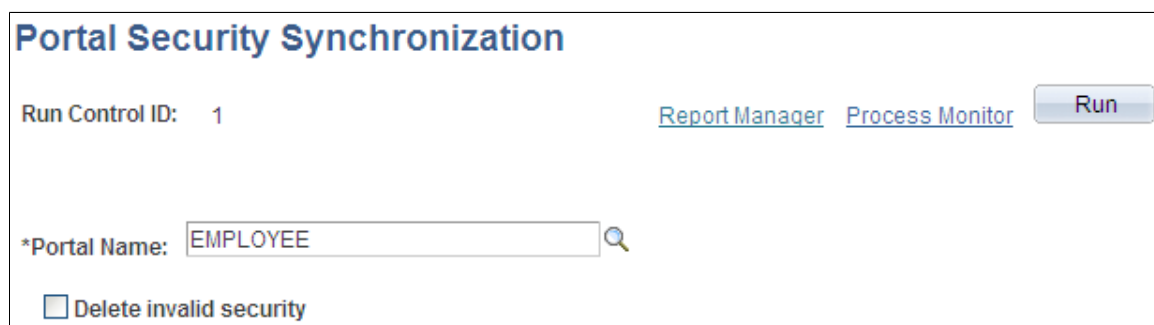 Portal Security Synchronization
Run Control ID: 1 Report Manager Process Monitor Run
*Portal Name: EMPLOYEE
Delete invalid security